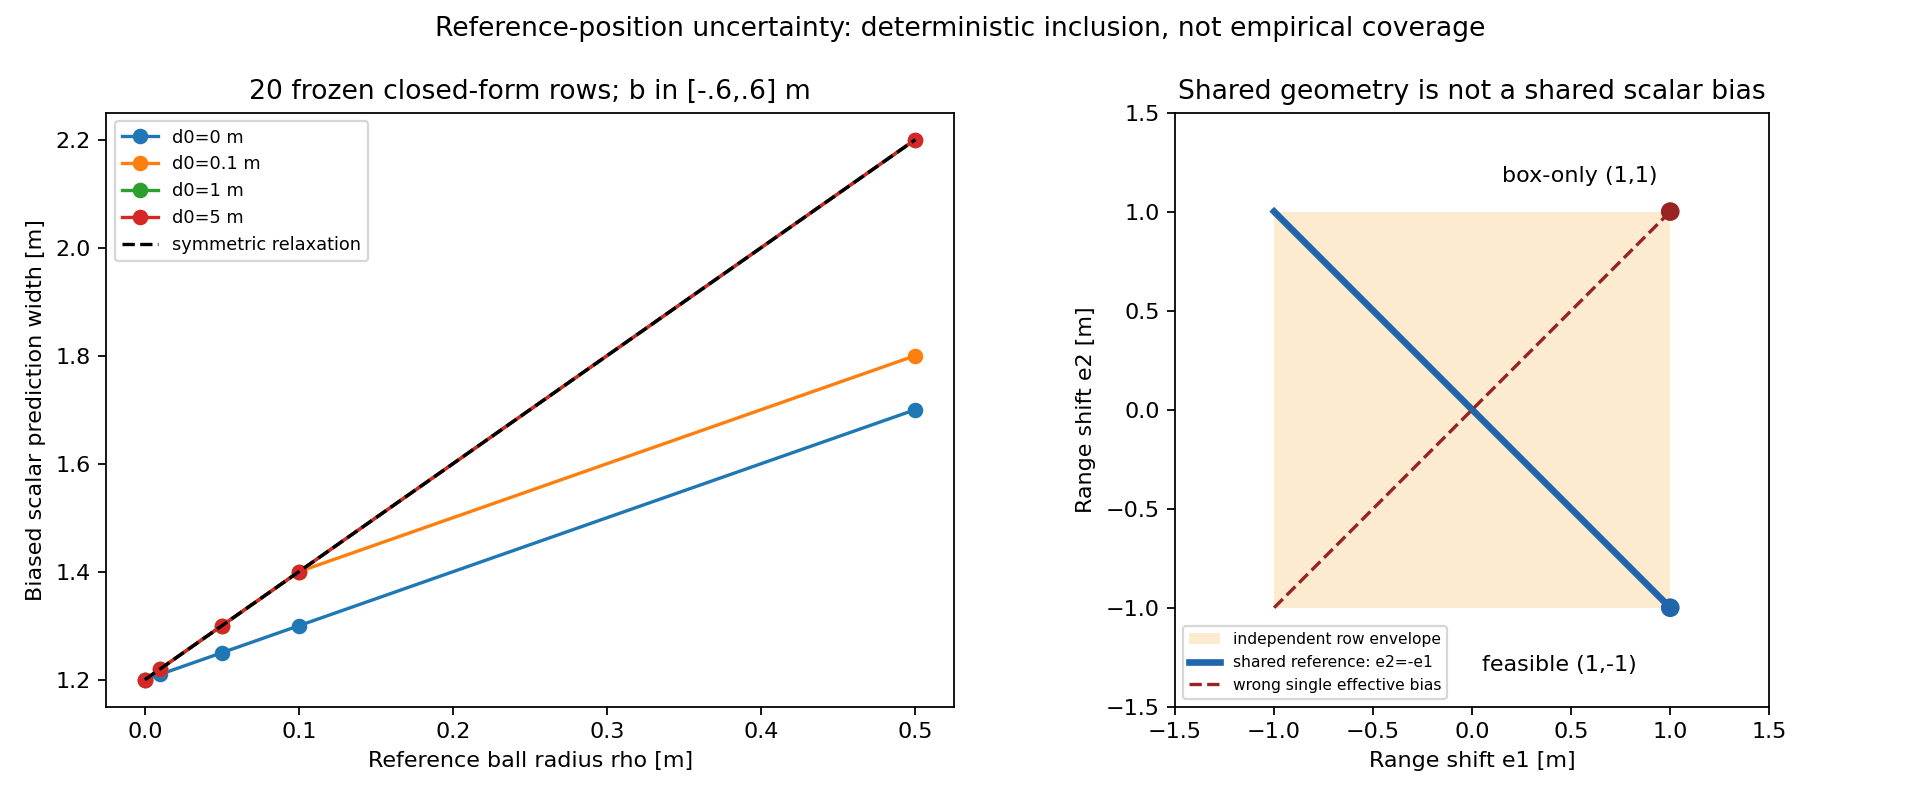 Reference-position uncertainty: deterministic inclusion, not empirical coverage
20 frozen closed-form rows; b in [-.6,.6] m
d0=0 m
d0=0.1 m
d0=1 m
d0=5 m
symmetric relaxation
Biased scalar prediction width [m]
2.2
2.0
1.8
1.6
1.4
1.2
0.0 0.1 0.2 0.3 0.4 0.5
Reference ball radius rho [m]
Shared geometry is not a shared scalar bias
box-only (1,1)
feasible (1,-1)
independent row envelope
shared reference: e2=-e1
wrong single effective bias
Range shift e2 [m]
1.5
1.0
0.5
0.0
−0.5
−1.0
−1.5
−1.5 −1.0 −0.5 0.0 0.5 1.0 1.5
Range shift e1 [m]